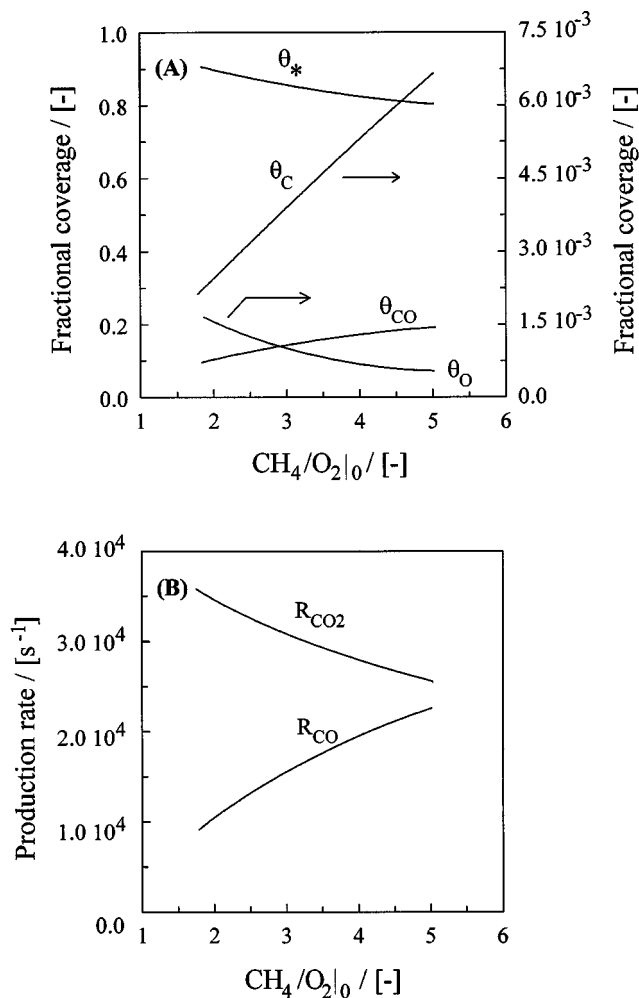 (A)
θ*
θC
θCO
θO
Fractional coverage / [-]
1.0
0.8
0.6
0.4
0.2
0.0
7.5 10-3
6.0 10-3
4.5 10-3
3.0 10-3
1.5 10-3
0.0
Fractional coverage / [-]
1 2 3 4 5 6
CH4/O2|0 / [-]
(B)
RCO2
RCO
Production rate / [s-1]
4.0 104
3.0 104
2.0 104
1.0 104
0.0
1 2 3 4 5 6
CH4/O2|0 / [-]